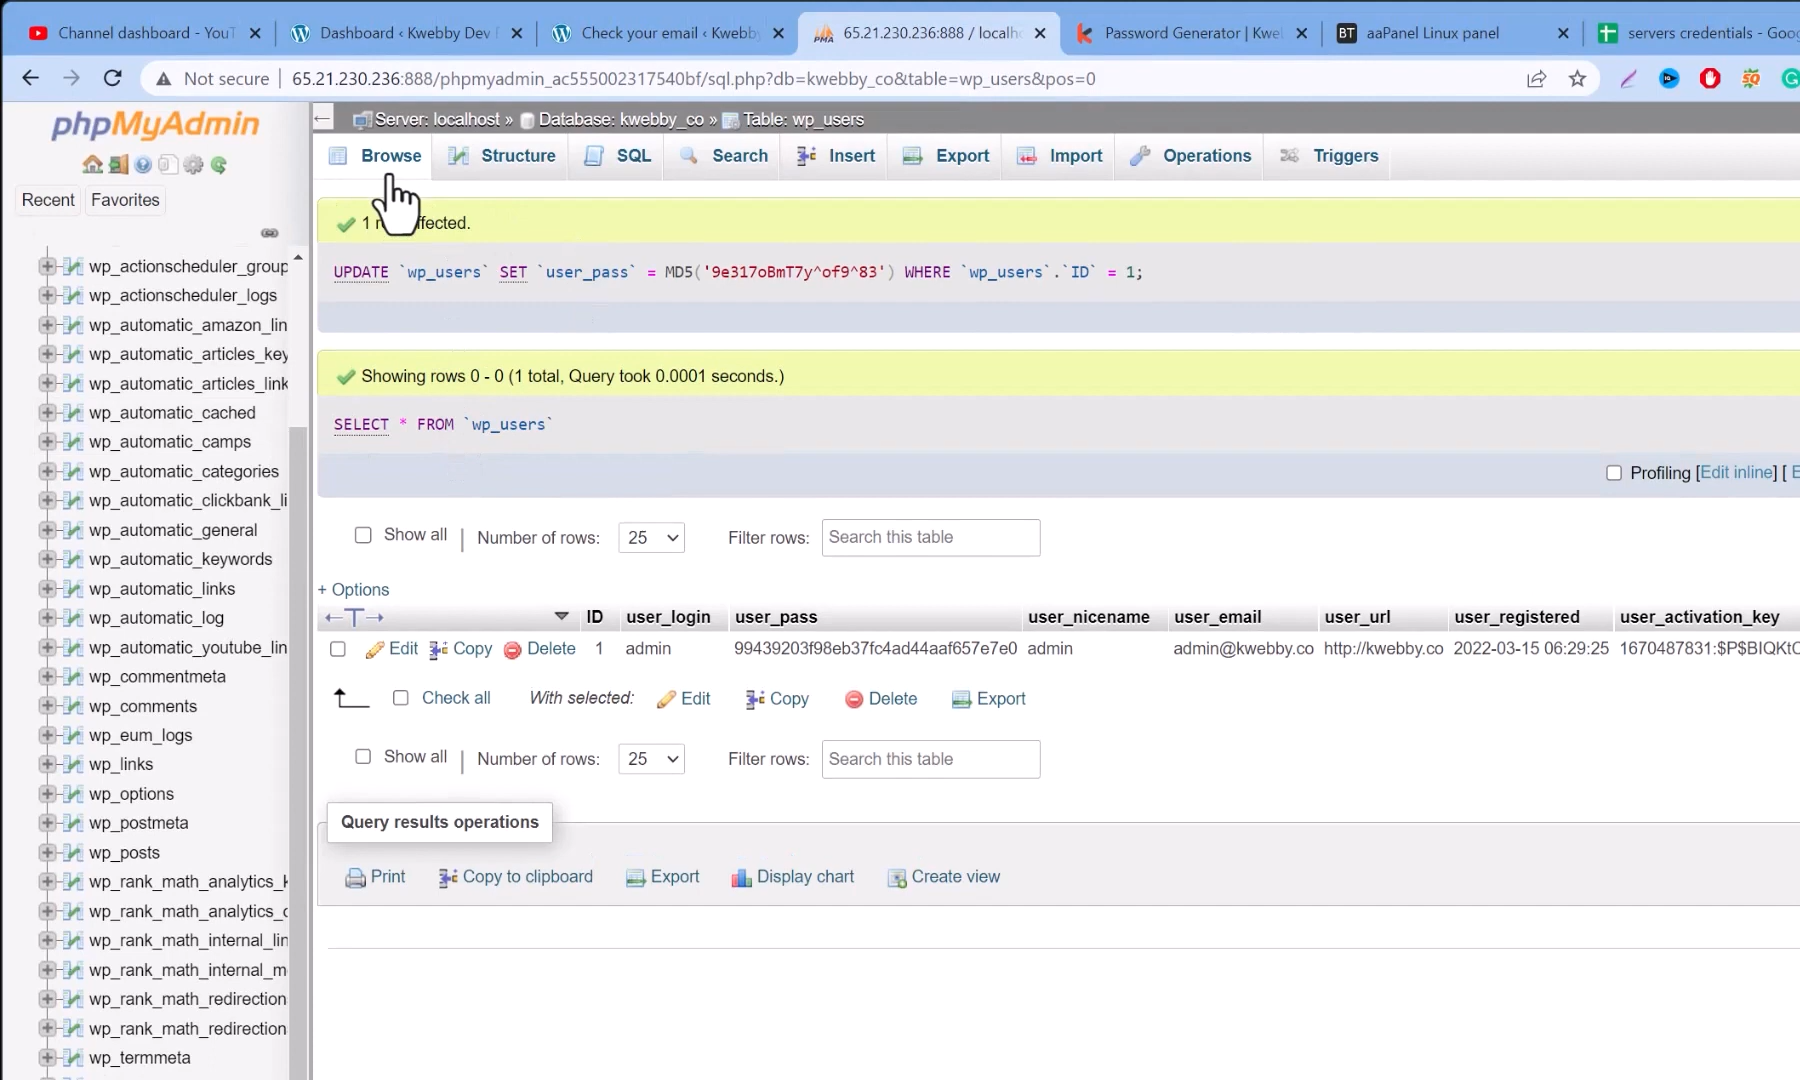 Channel dashboard - YouT
Dashboard ‹ Kwebby Dev E
Check your email ‹ Kwebby
65.21.230.236:888 / localho
Password Generator | Kwe
BT aaPanel Linux panel
servers credentials - Goo
Not secure 65.21.230.236:888/phpmyadmin_ac555002317540bf/sql.php?db=kwebby_co&table=wp_users&pos=0
phpMyAdmin
Recent Favorites
wp_actionscheduler_group
wp_actionscheduler_logs
wp_automatic_amazon_lin
wp_automatic_articles_key
wp_automatic_articles_link
wp_automatic_cached
wp_automatic_camps
wp_automatic_categories
wp_automatic_clickbank_li
wp_automatic_general
wp_automatic_keywords
wp_automatic_links
wp_automatic_log
wp_automatic_youtube_lin
wp_commentmeta
wp_comments
wp_eum_logs
wp_links
wp_options
wp_postmeta
wp_posts
wp_rank_math_analytics_k
wp_rank_math_analytics_o
wp_rank_math_internal_lin
wp_rank_math_internal_m
wp_rank_math_redirection
wp_rank_math_redirection
wp_termmeta
Server: localhost » Database: kwebby_co » Table: wp_users
Browse Structure SQL Search Insert Export Import Operations Triggers
1 r ffected.
UPDATE `wp_users` SET `user_pass` = MD5('9e317oBmT7y^of9^83') WHERE `wp_users`.`ID` = 1;
Showing rows 0 - 0 (1 total, Query took 0.0001 seconds.)
SELECT * FROM `wp_users`
Profiling [Edit inline] [ E
Show all | Number of rows: 25 Filter rows: Search this table
+ Options
←T→ ID user_login user_pass user_nicename user_email user_url user_registered user_activation_key
Edit Copy Delete 1 admin 99439203f98eb37fc4ad44aaf657e7e0 admin admin@kwebby.co http://kwebby.co 2022-03-15 06:29:25 1670487831:$P$BIQKtC
Check all With selected: Edit Copy Delete Export
Show all | Number of rows: 25 Filter rows: Search this table
Query results operations
Print Copy to clipboard Export Display chart Create view